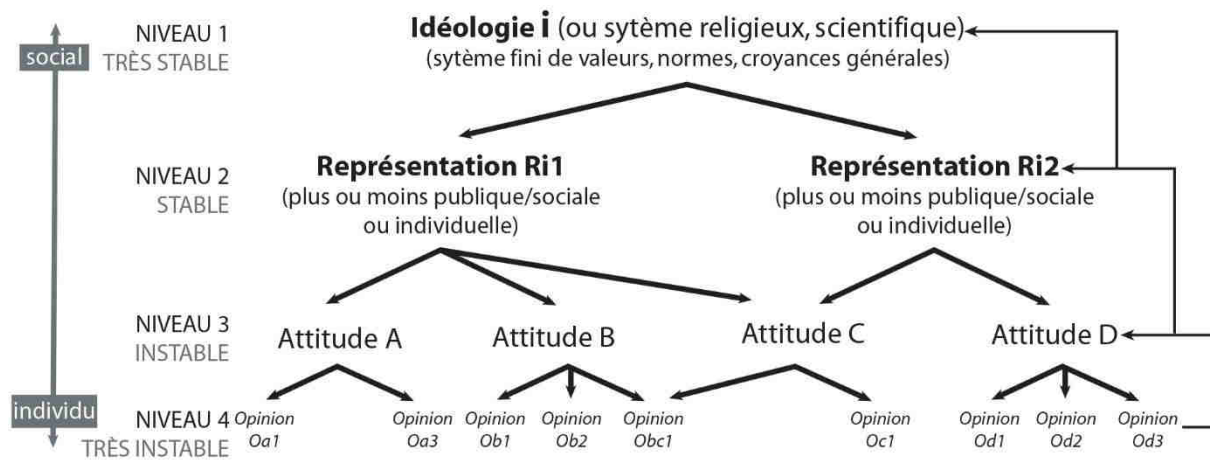 NIVEAU 1
TRÈS STABLE
social
Idéologie i (ou sytème religieux, scientifique)
(sytème fini de valeurs, normes, croyances générales)
NIVEAU 2
STABLE
Représentation Ri1
(plus ou moins publique/sociale
ou individuelle)
Représentation Ri2
(plus ou moins publique/sociale
ou individuelle)
NIVEAU 3
INSTABLE
Attitude A
Attitude B
Attitude C
Attitude D
individu
NIVEAU 4
TRÈS INSTABLE
Opinion
Oa1
Opinion
Oa3
Opinion
Ob1
Opinion
Ob2
Opinion
Obc1
Opinion
Oc1
Opinion
Od1
Opinion
Od2
Opinion
Od3